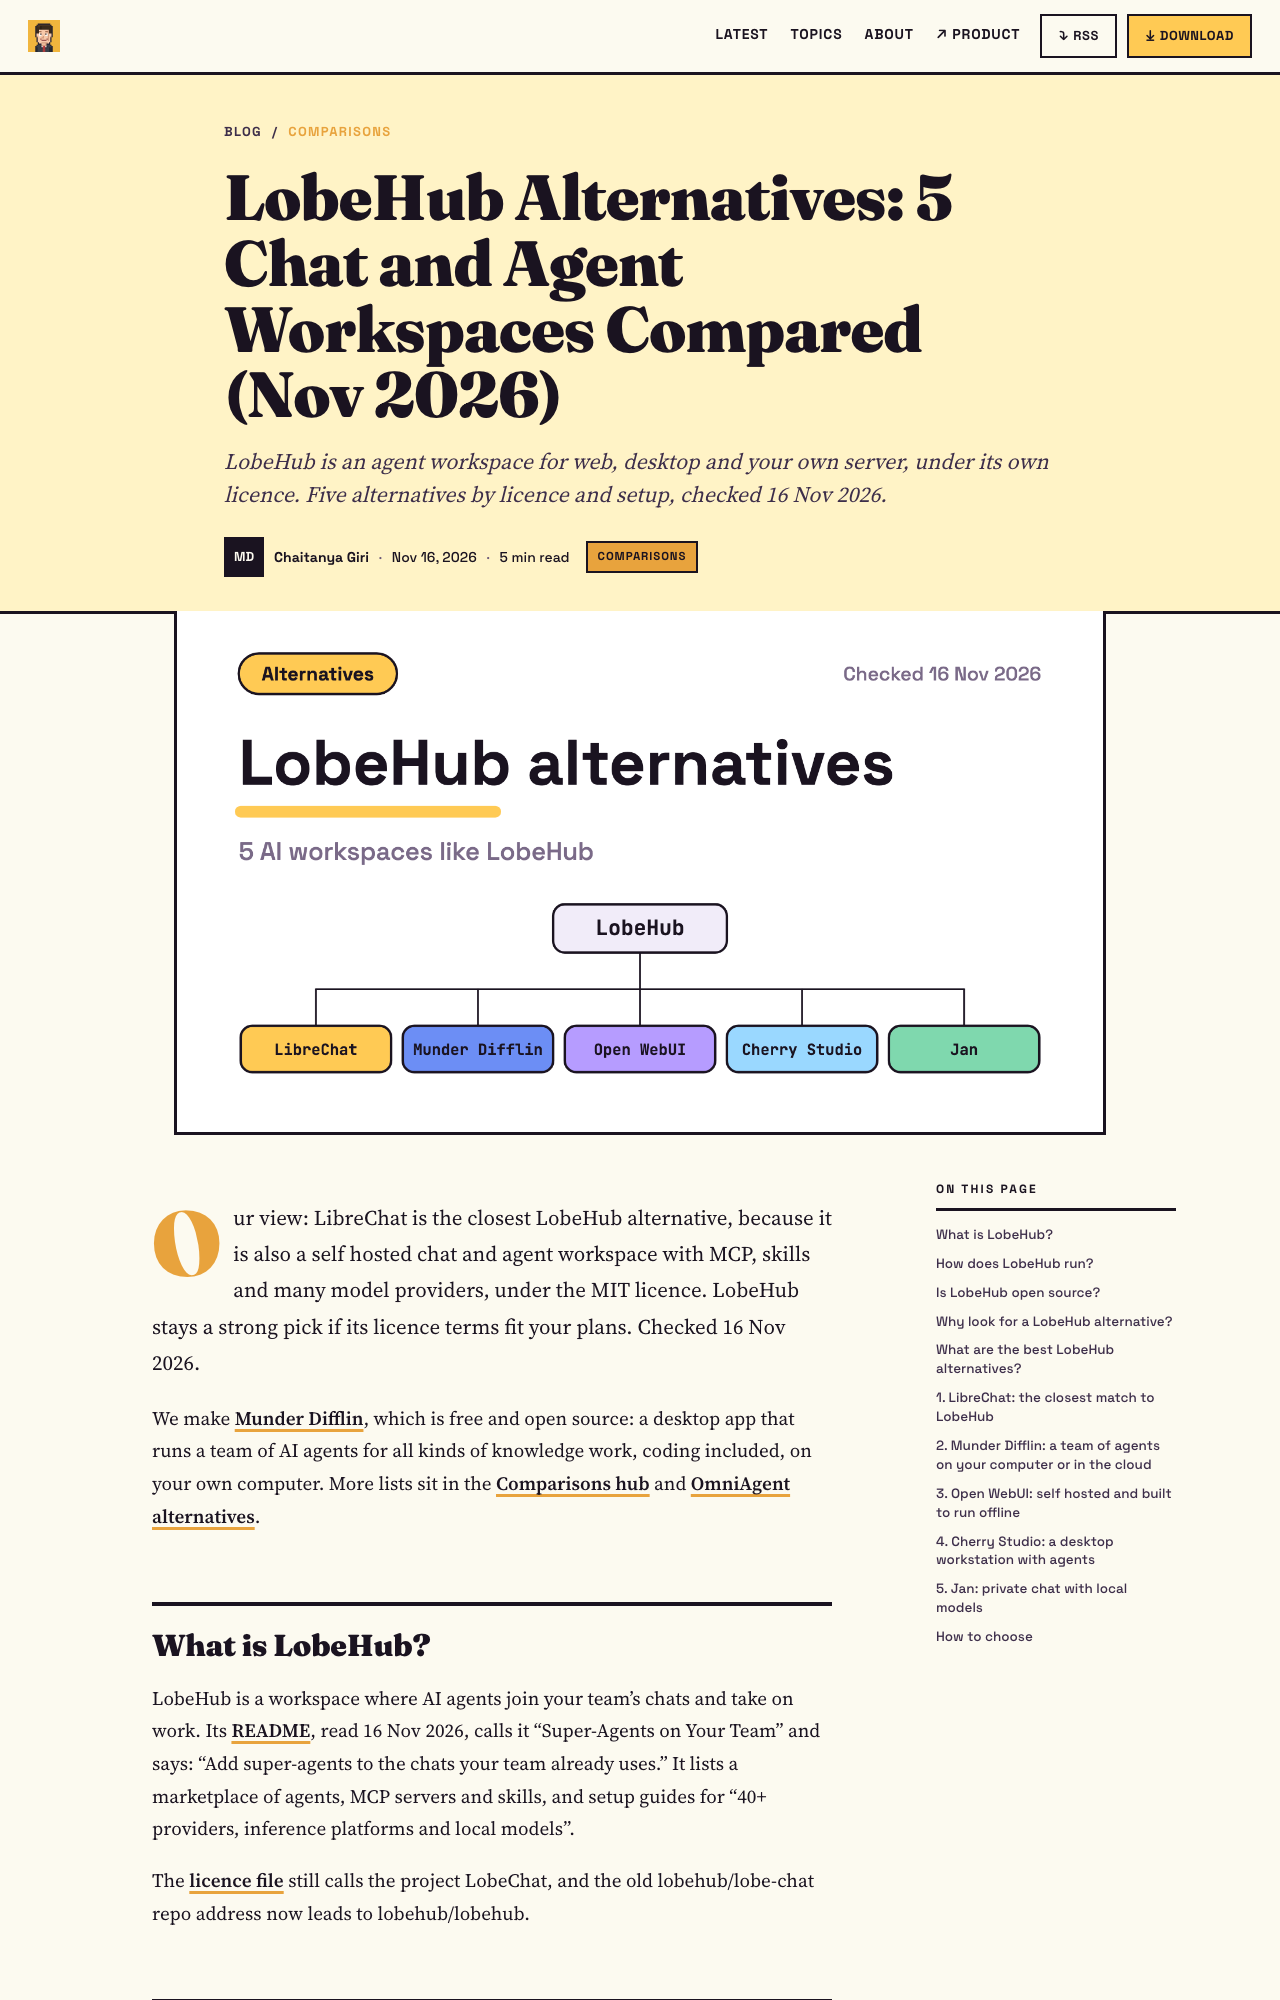 LATEST TOPICS ABOUT ↗ PRODUCT ⤵ RSS ⤓ DOWNLOAD
BLOG / COMPARISONS
LobeHub Alternatives: 5
Chat and Agent
Workspaces Compared
(Nov 2026)
LobeHub is an agent workspace for web, desktop and your own server, under its own
licence. Five alternatives by licence and setup, checked 16 Nov 2026.
MD Chaitanya Giri · Nov 16, 2026 · 5 min read COMPARISONS
Alternatives Checked 16 Nov 2026
LobeHub alternatives
5 AI workspaces like LobeHub
LobeHub
LibreChat Munder Difflin Open WebUI Cherry Studio Jan
Our view: LibreChat is the closest LobeHub alternative, because it
is also a self hosted chat and agent workspace with MCP, skills
and many model providers, under the MIT licence. LobeHub
stays a strong pick if its licence terms fit your plans. Checked 16 Nov
2026.
We make Munder Difflin, which is free and open source: a desktop app that
runs a team of AI agents for all kinds of knowledge work, coding included, on
your own computer. More lists sit in the Comparisons hub and OmniAgent
alternatives.
What is LobeHub?
LobeHub is a workspace where AI agents join your team’s chats and take on
work. Its README, read 16 Nov 2026, calls it “Super-Agents on Your Team” and
says: “Add super-agents to the chats your team already uses.” It lists a
marketplace of agents, MCP servers and skills, and setup guides for “40+
providers, inference platforms and local models”.
The licence file still calls the project LobeChat, and the old lobehub/lobe-chat
repo address now leads to lobehub/lobehub.
ON THIS PAGE
What is LobeHub?
How does LobeHub run?
Is LobeHub open source?
Why look for a LobeHub alternative?
What are the best LobeHub
alternatives?
1. LibreChat: the closest match to
LobeHub
2. Munder Difflin: a team of agents
on your computer or in the cloud
3. Open WebUI: self hosted and built
to run offline
4. Cherry Studio: a desktop
workstation with agents
5. Jan: private chat with local
models
How to choose